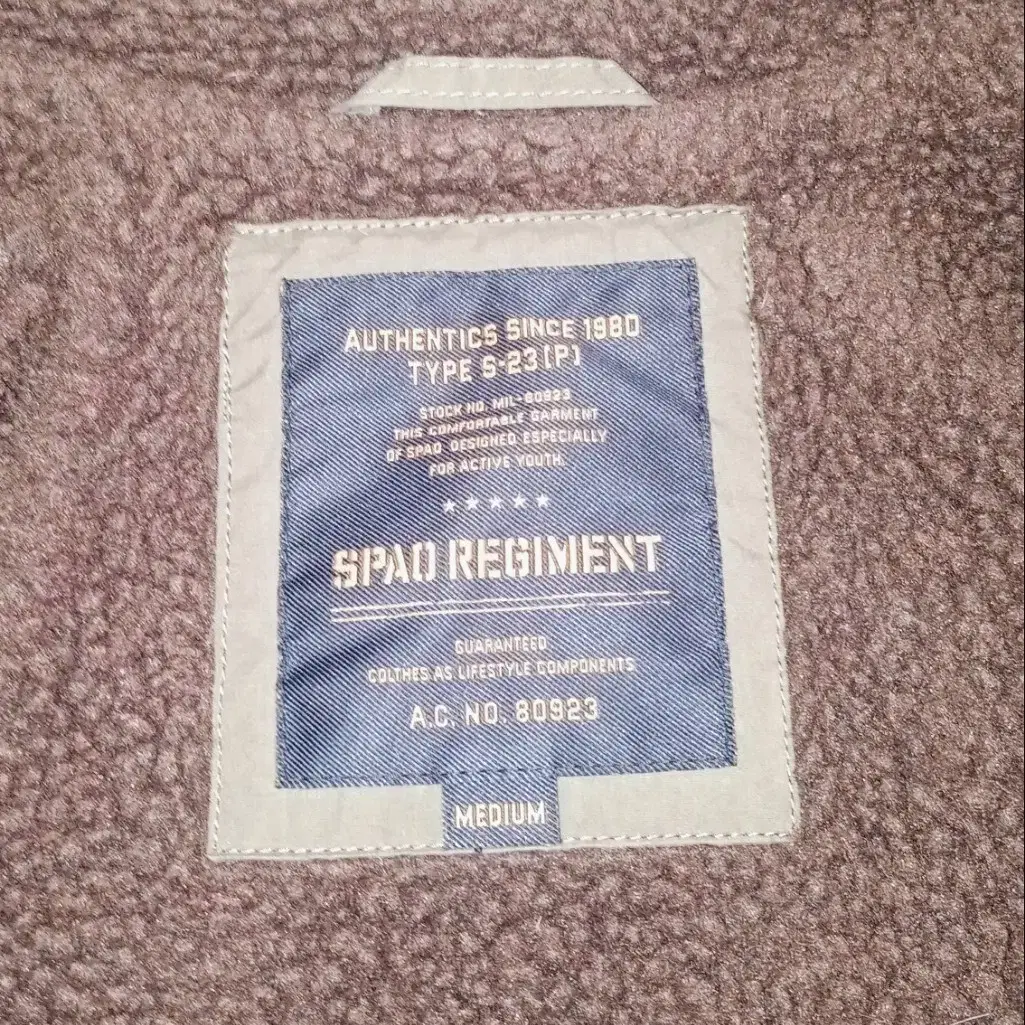 AUTHENTICS SINCE 1980
TYPE S-23(P)
STOCK NO. MIL-80923
THIS COMFORTABLE GARMENT
OF SPAO DESIGNED ESPECIALLY
FOR ACTIVE YOUTH.
★★★★★
SPAO REGIMENT
GUARANTEED
COLTHES AS LIFESTYLE COMPONENTS
A.C. NO. 80923
MEDIUM